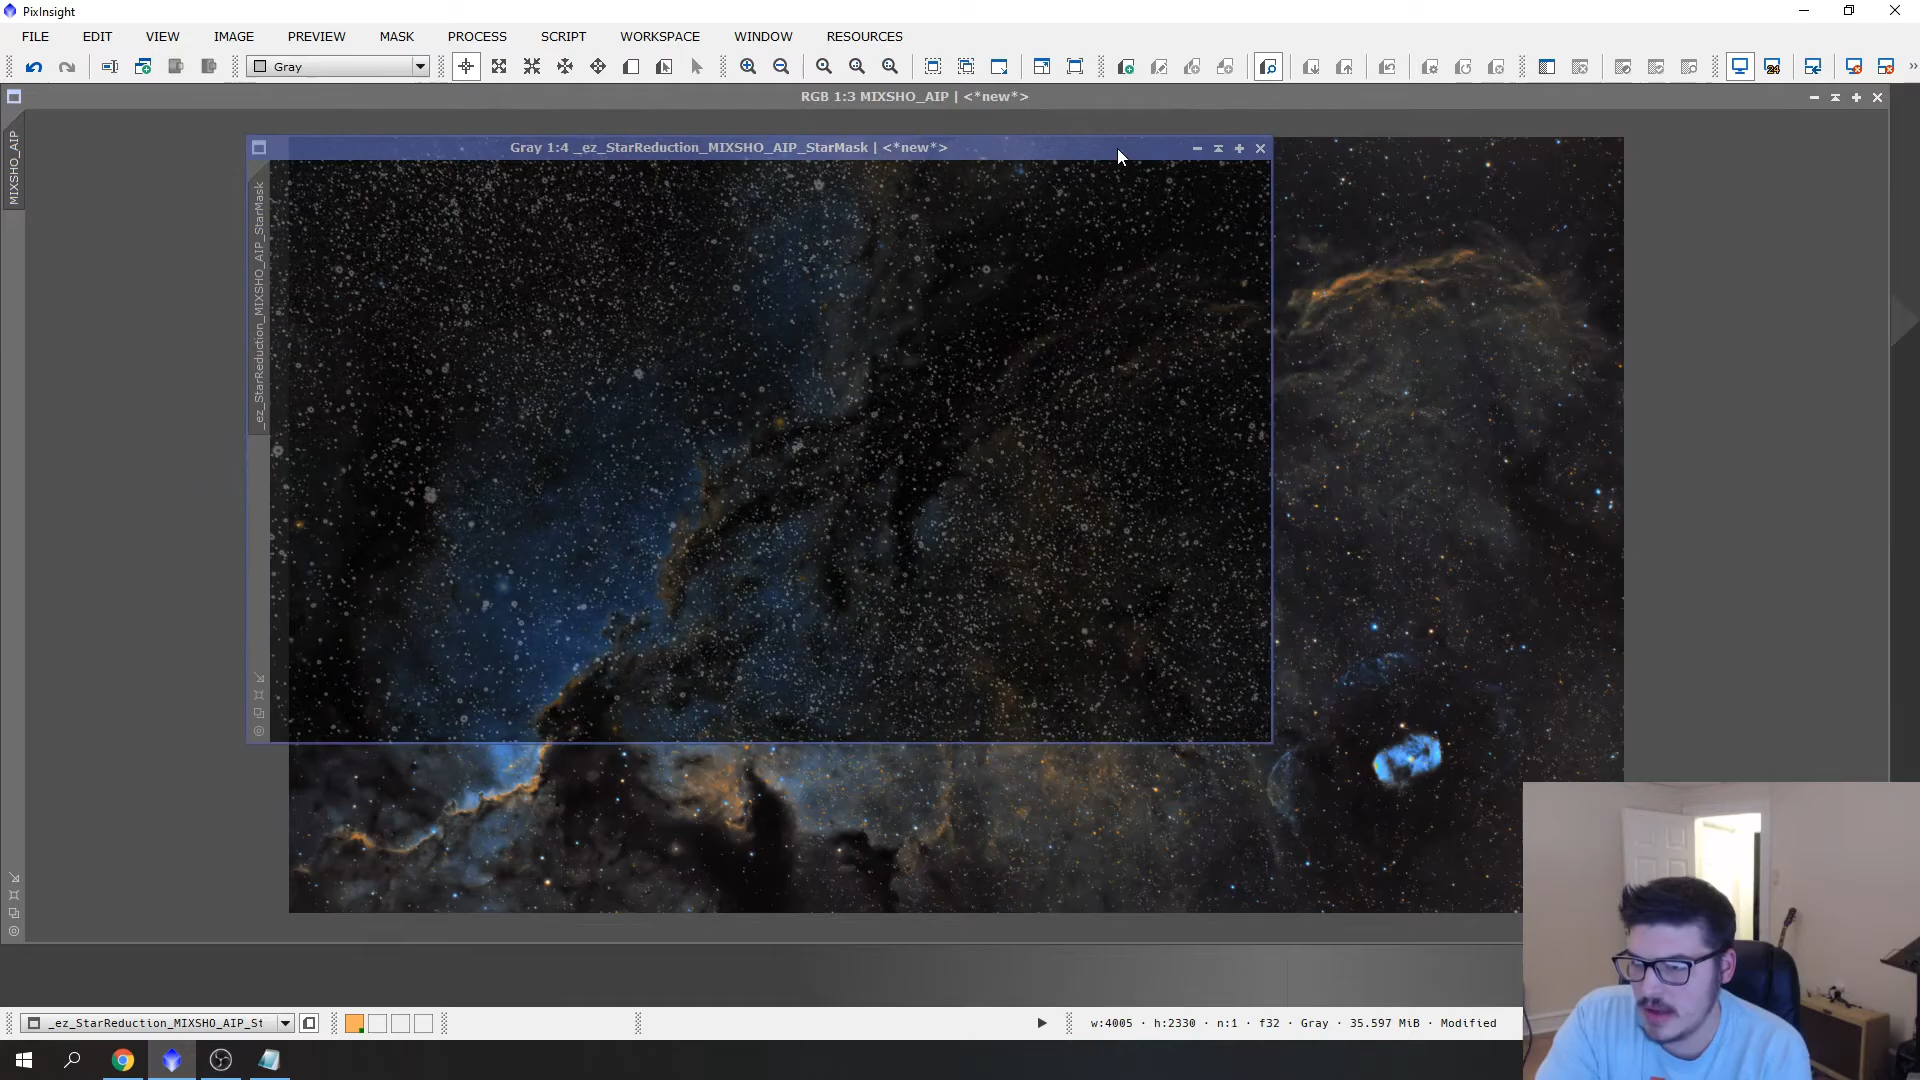 PixInsight
FILE EDIT VIEW IMAGE PREVIEW MASK PROCESS SCRIPT WORKSPACE WINDOW RESOURCES
Gray
24
RGB 1:3 MIXSHO_AIP | <*new*>
MIXSHO_AIP
Gray 1:4 _ez_StarReduction_MIXSHO_AIP_StarMask | <*new*>
_ez_StarReduction_MIXSHO_AIP_StarMask
_ez_StarReduction_MIXSHO_AIP_St
w:4005 · h:2330 · n:1 · f32 · Gray · 35.597 MiB · Modified